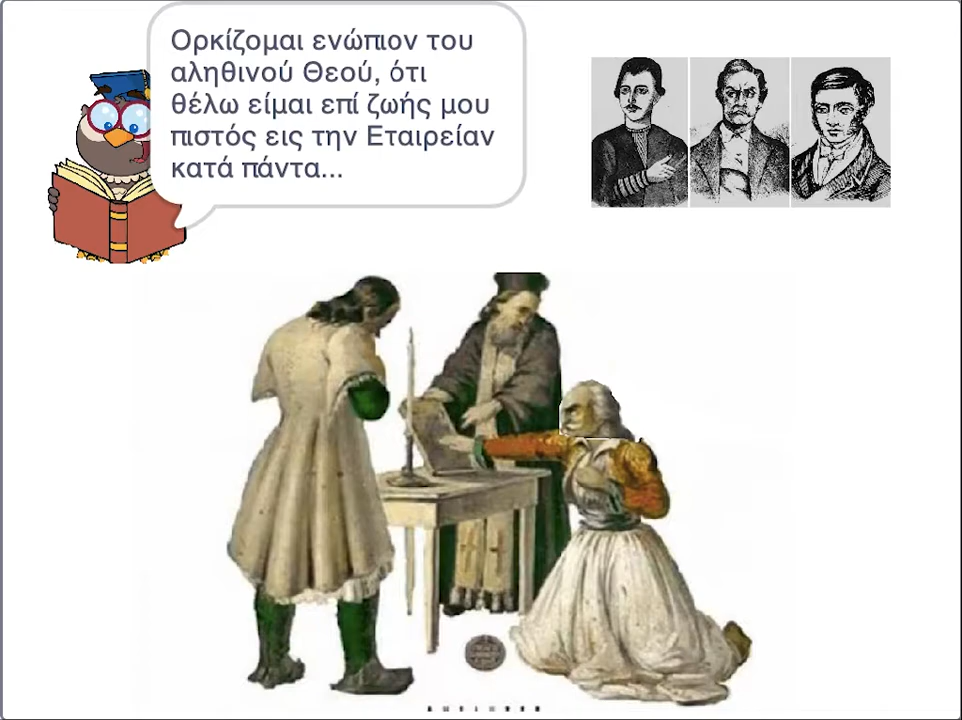 Ορκίζομαι ενώπιον του
αληθινού Θεού, ότι
θέλω είμαι επί ζωής μου
πιστός εις την Εταιρείαν
κατά πάντα...